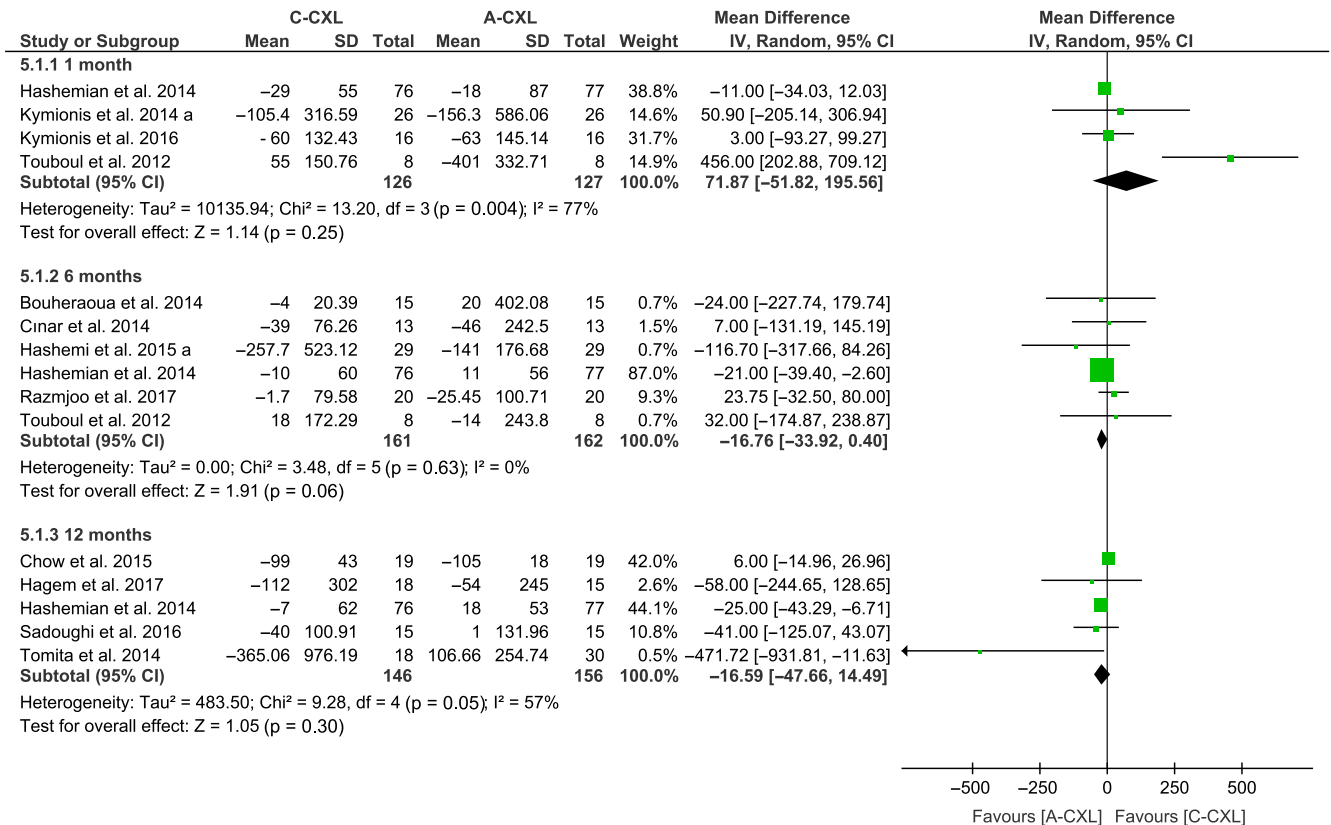 C-CXL A-CXL Mean Difference Mean Difference
Study or Subgroup Mean SD Total Mean SD Total Weight IV, Random, 95% CI IV, Random, 95% CI
5.1.1 1 month
Hashemian et al. 2014 –29 55 76 –18 87 77 38.8% –11.00 [–34.03, 12.03]
Kymionis et al. 2014 a –105.4 316.59 26 –156.3 586.06 26 14.6% 50.90 [–205.14, 306.94]
Kymionis et al. 2016 - 60 132.43 16 –63 145.14 16 31.7% 3.00 [–93.27, 99.27]
Touboul et al. 2012 55 150.76 8 –401 332.71 8 14.9% 456.00 [202.88, 709.12]
Subtotal (95% CI) 126 127 100.0% 71.87 [–51.82, 195.56]
Heterogeneity: Tau² = 10135.94; Chi² = 13.20, df = 3 (p = 0.004); I² = 77%
Test for overall effect: Z = 1.14 (p = 0.25)
5.1.2 6 months
Bouheraoua et al. 2014 –4 20.39 15 20 402.08 15 0.7% –24.00 [–227.74, 179.74]
Cınar et al. 2014 –39 76.26 13 –46 242.5 13 1.5% 7.00 [–131.19, 145.19]
Hashemi et al. 2015 a –257.7 523.12 29 –141 176.68 29 0.7% –116.70 [–317.66, 84.26]
Hashemian et al. 2014 –10 60 76 11 56 77 87.0% –21.00 [–39.40, –2.60]
Razmjoo et al. 2017 –1.7 79.58 20 –25.45 100.71 20 9.3% 23.75 [–32.50, 80.00]
Touboul et al. 2012 18 172.29 8 –14 243.8 8 0.7% 32.00 [–174.87, 238.87]
Subtotal (95% CI) 161 162 100.0% –16.76 [–33.92, 0.40]
Heterogeneity: Tau² = 0.00; Chi² = 3.48, df = 5 (p = 0.63); I² = 0%
Test for overall effect: Z = 1.91 (p = 0.06)
5.1.3 12 months
Chow et al. 2015 –99 43 19 –105 18 19 42.0% 6.00 [–14.96, 26.96]
Hagem et al. 2017 –112 302 18 –54 245 15 2.6% –58.00 [–244.65, 128.65]
Hashemian et al. 2014 –7 62 76 18 53 77 44.1% –25.00 [–43.29, –6.71]
Sadoughi et al. 2016 –40 100.91 15 1 131.96 15 10.8% –41.00 [–125.07, 43.07]
Tomita et al. 2014 –365.06 976.19 18 106.66 254.74 30 0.5% –471.72 [–931.81, –11.63]
Subtotal (95% CI) 146 156 100.0% –16.59 [–47.66, 14.49]
Heterogeneity: Tau² = 483.50; Chi² = 9.28, df = 4 (p = 0.05); I² = 57%
Test for overall effect: Z = 1.05 (p = 0.30)
–500 –250 0 250 500
Favours [A-CXL] Favours [C-CXL]